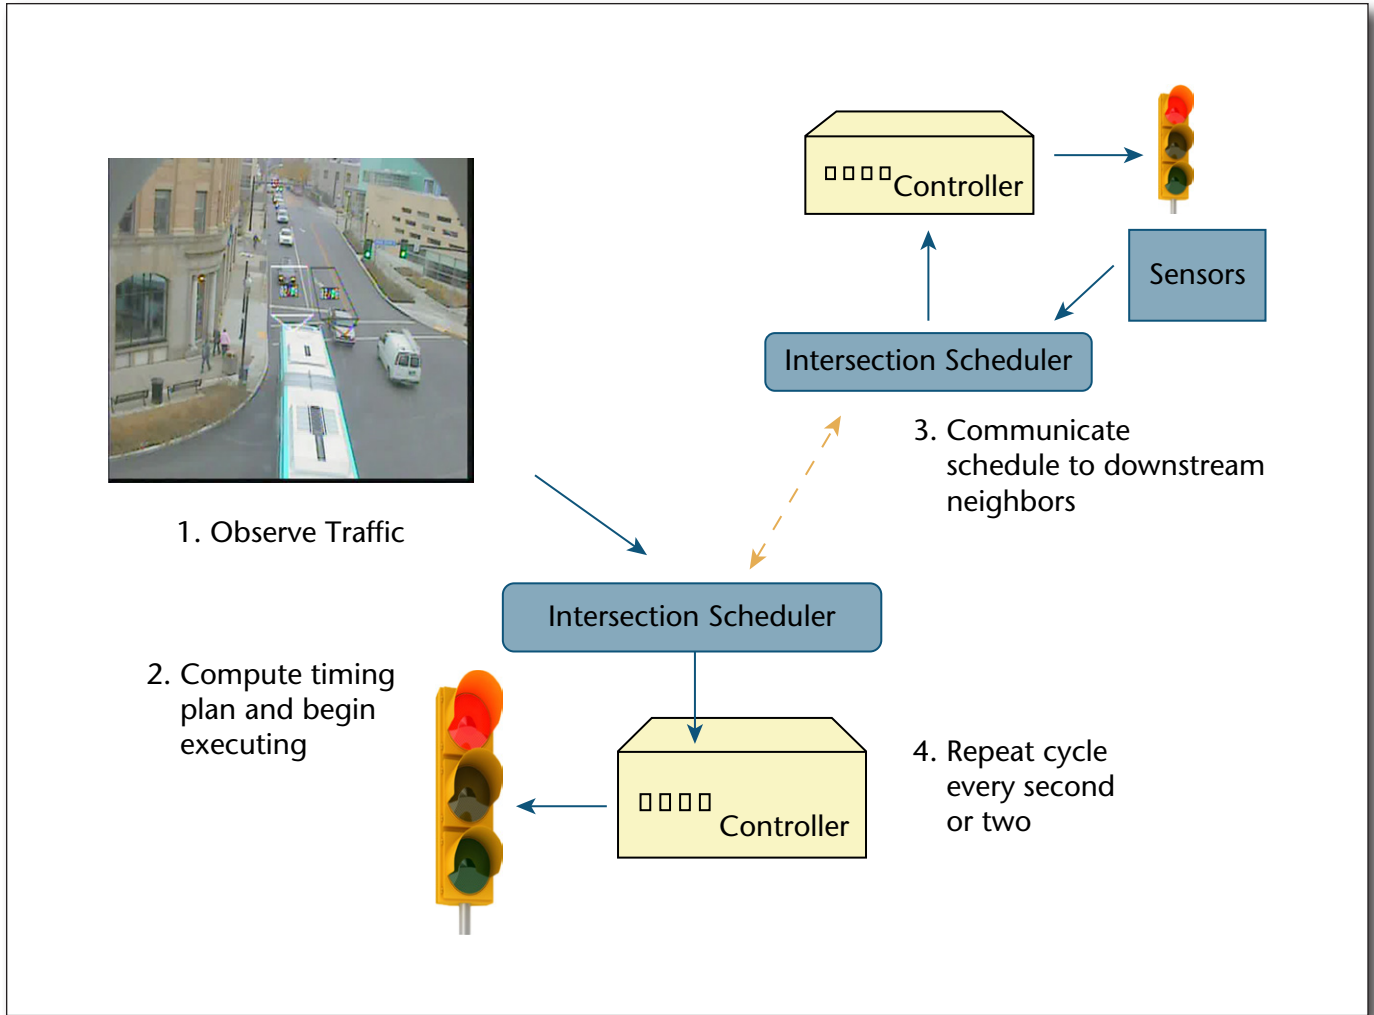 Controller
Sensors
Intersection Scheduler
3. Communicate
schedule to downstream
neighbors
1. Observe Traffic
Intersection Scheduler
2. Compute timing
plan and begin
executing
4. Repeat cycle
every second
or two
Controller